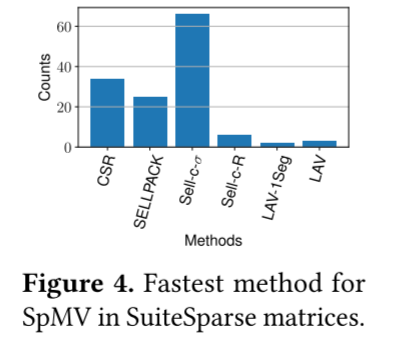 60
40
20
0
Counts
CSR
SELLPACK
Sell-c-σ
Sell-c-R
LAV-1Seg
LAV
Methods
Figure 4. Fastest method for
SpMV in SuiteSparse matrices.